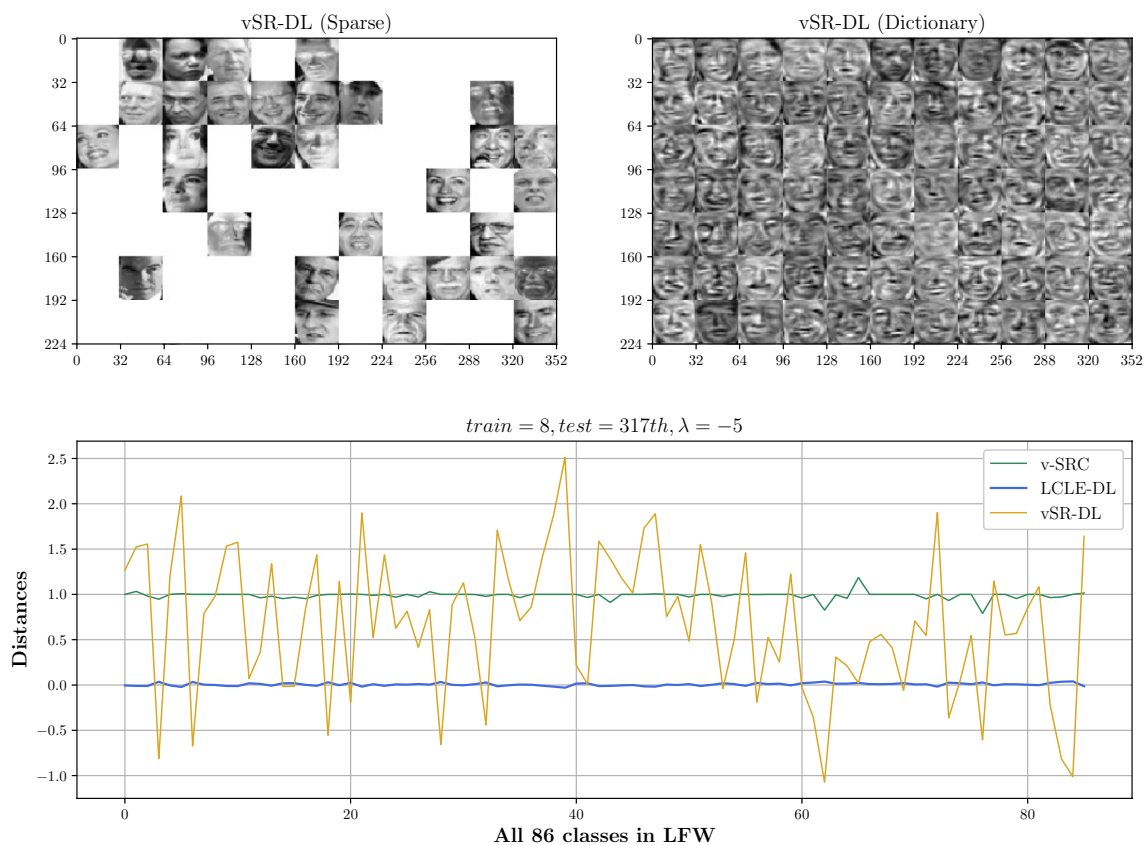 vSR-DL (Sparse)
vSR-DL (Dictionary)
0
32
64
96
128
160
192
224
0 32 64 96 128 160 192 224 256 288 320 352
0
32
64
96
128
160
192
224
0 32 64 96 128 160 192 224 256 288 320 352
train = 8, test = 317th, λ = −5
2.5
2.0
1.5
1.0
0.5
0.0
−0.5
−1.0
Distances
v-SRC
LCLE-DL
vSR-DL
0 20 40 60 80
All 86 classes in LFW